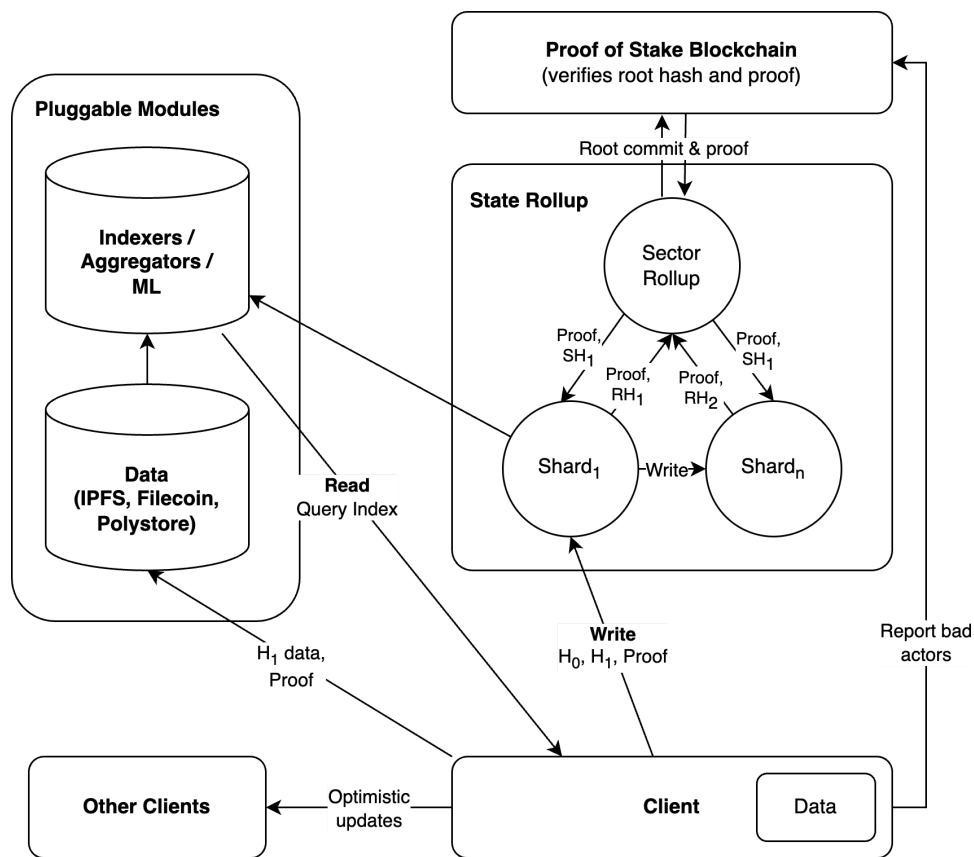 Proof of Stake Blockchain
(verifies root hash and proof)
Pluggable Modules
Root commit & proof
State Rollup
Indexers /
Aggregators /
ML
Sector
Rollup
Proof,
SH₁
Proof,
RH₁
Proof,
RH₂
Proof,
SH₁
Data
(IPFS, Filecoin,
Polystore)
Shard₁
Write
Shardₙ
Read
Query Index
Write
H₀, H₁, Proof
Report bad
actors
H₁ data,
Proof
Other Clients
Optimistic
updates
Client
Data